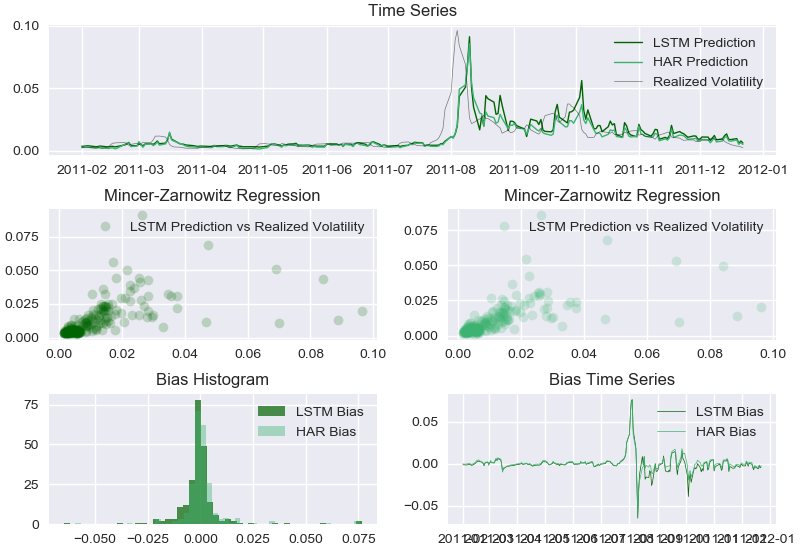 Time Series
0.10
0.05
0.00
LSTM Prediction
HAR Prediction
Realized Volatility
2011-02 2011-03 2011-04 2011-05 2011-06 2011-07 2011-08 2011-09 2011-10 2011-11 2011-12 2012-01
Mincer-Zarnowitz Regression
LSTM Prediction vs Realized Volatility
0.075
0.050
0.025
0.000
0.00 0.02 0.04 0.06 0.08 0.10
Mincer-Zarnowitz Regression
LSTM Prediction vs Realized Volatility
0.075
0.050
0.025
0.000
0.00 0.02 0.04 0.06 0.08 0.10
Bias Histogram
LSTM Bias
HAR Bias
75
50
25
0
−0.050 −0.025 0.000 0.025 0.050 0.075
Bias Time Series
LSTM Bias
HAR Bias
0.05
0.00
−0.05